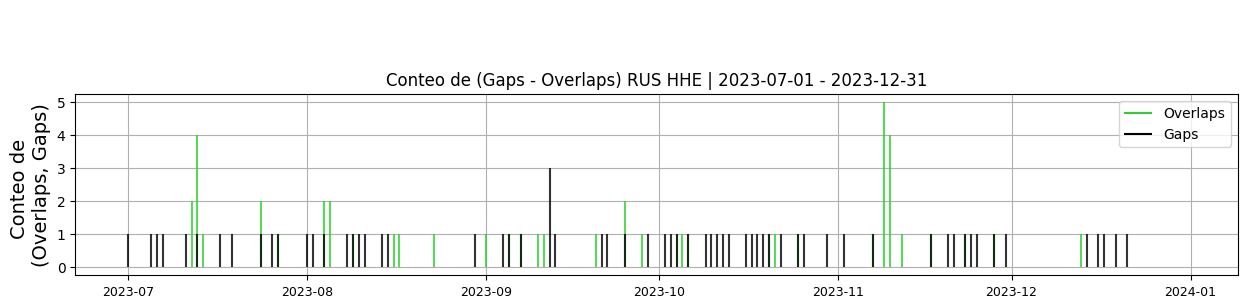 Conteo de (Gaps - Overlaps) RUS HHE | 2023-07-01 - 2023-12-31
Conteo de
(Overlaps, Gaps)
5
4
3
2
1
0
Overlaps
Gaps
2023-07
2023-08
2023-09
2023-10
2023-11
2023-12
2024-01